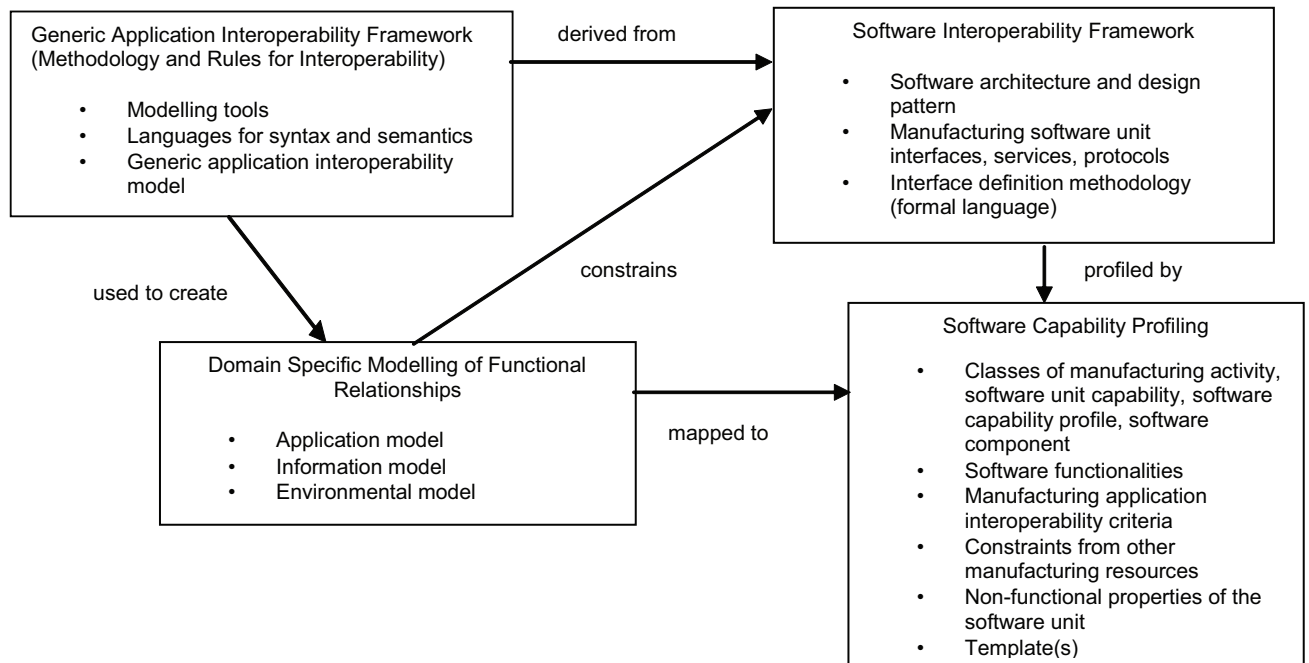 Generic Application Interoperability Framework
(Methodology and Rules for Interoperability)
• Modelling tools
• Languages for syntax and semantics
• Generic application interoperability
model
derived from
Software Interoperability Framework
• Software architecture and design
pattern
• Manufacturing software unit
interfaces, services, protocols
• Interface definition methodology
(formal language)
used to create
constrains
profiled by
Domain Specific Modelling of Functional
Relationships
• Application model
• Information model
• Environmental model
mapped to
Software Capability Profiling
• Classes of manufacturing activity,
software unit capability, software
capability profile, software
component
• Software functionalities
• Manufacturing application
interoperability criteria
• Constraints from other
manufacturing resources
• Non-functional properties of the
software unit
• Template(s)